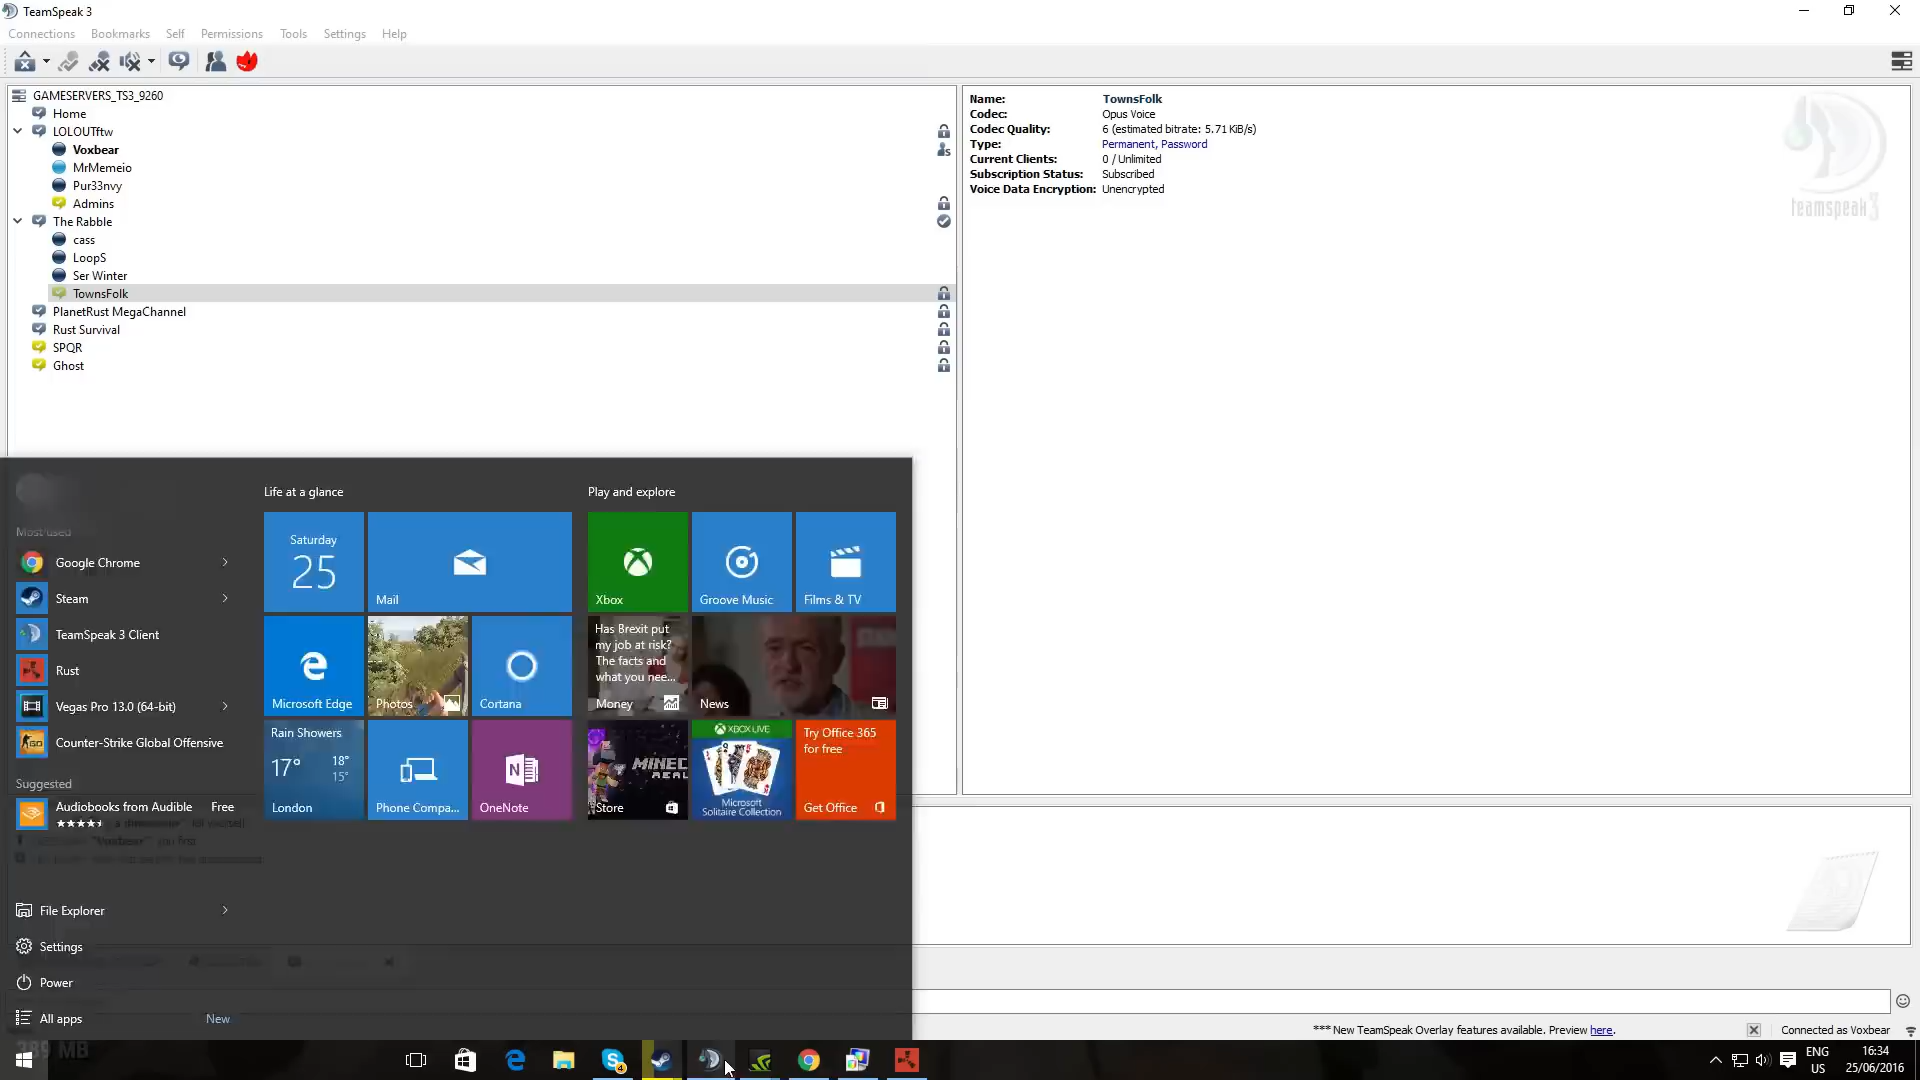 TeamSpeak 3
Connections Bookmarks Self Permissions Tools Settings Help
GAMESERVERS_TS3_9260
Home
LOLOUTftw
Voxbear
MrMemeio
Pur33nvy
Admins
The Rabble
cass
LoopS
Ser Winter
TownsFolk
PlanetRust MegaChannel
Rust Survival
SPQR
Ghost
Name: TownsFolk
Codec: Opus Voice
Codec Quality: 6 (estimated bitrate: 5.71 KiB/s)
Type: Permanent, Password
Current Clients: 0 / Unlimited
Subscription Status: Subscribed
Voice Data Encryption: Unencrypted
teamspeak 3
Most used
Google Chrome
Steam
TeamSpeak 3 Client
Rust
Vegas Pro 13.0 (64-bit)
Counter-Strike Global Offensive
Suggested
Audiobooks from Audible Free
"Voxbear"
File Explorer
Settings
Power
All apps New
Life at a glance
Saturday
25
Mail
Microsoft Edge
Photos
Cortana
Rain Showers
17° 18°
15°
London
Phone Compa...
OneNote
Play and explore
Xbox
Groove Music
Films & TV
Has Brexit put
my job at risk?
The facts and
what you nee...
Money
News
MINEC
REAL
Store
XBOX LIVE
Microsoft
Solitaire Collection
Try Office 365
for free
Get Office
*** New TeamSpeak Overlay features available. Preview here.
Connected as Voxbear
389 MB
ENG
US
16:34
25/06/2016